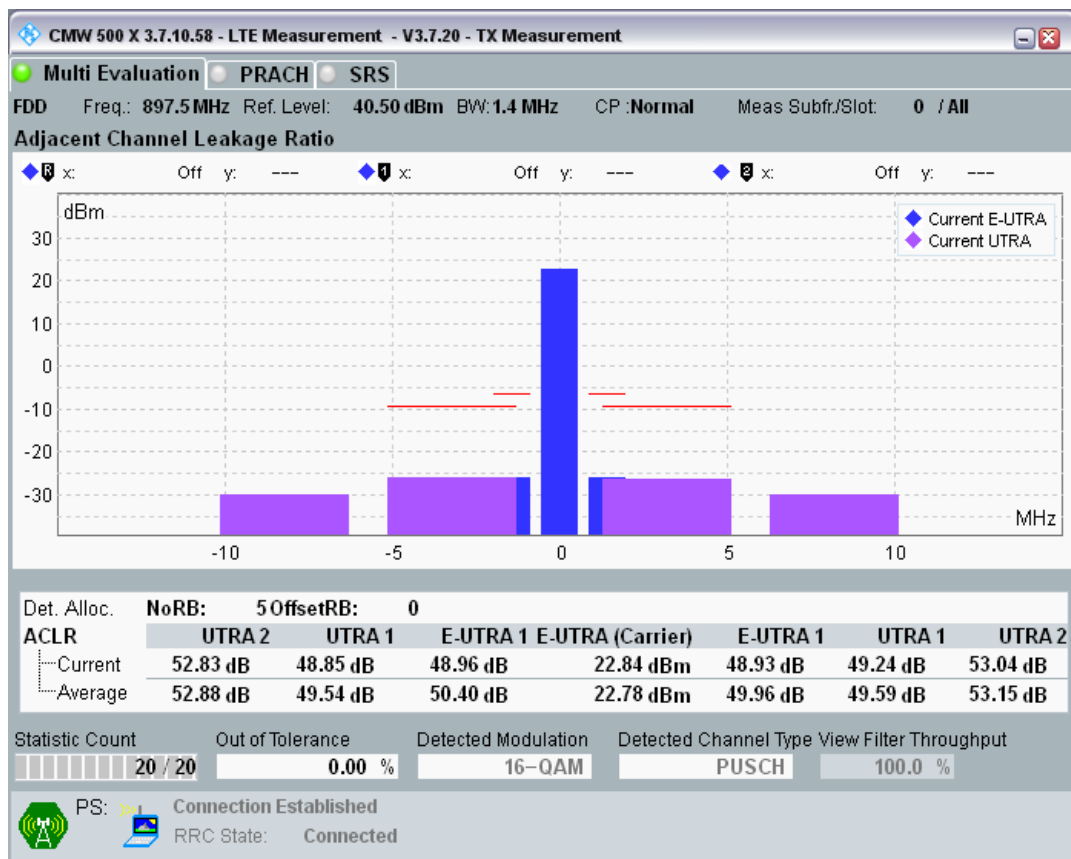 CMW 500 X 3.7.10.58 - LTE Measurement - V3.7.20 - TX Measurement
Multi Evaluation PRACH SRS
FDD Freq.: 897.5 MHz Ref. Level: 40.50 dBm BW: 1.4 MHz CP :Normal Meas Subfr./Slot: 0 / All
Adjacent Channel Leakage Ratio
R x: Off y: --- 1 x: Off y: --- 2 x: Off y: ---
dBm
Current E-UTRA
Current UTRA
30
20
10
0
-10
-20
-30
MHz
-10 -5 0 5 10
Det. Alloc. NoRB: 5 OffsetRB: 0
ACLR UTRA 2 UTRA 1 E-UTRA 1 E-UTRA (Carrier) E-UTRA 1 UTRA 1 UTRA 2
Current 52.83 dB 48.85 dB 48.96 dB 22.84 dBm 48.93 dB 49.24 dB 53.04 dB
Average 52.88 dB 49.54 dB 50.40 dB 22.78 dBm 49.96 dB 49.59 dB 53.15 dB
Statistic Count Out of Tolerance Detected Modulation Detected Channel Type View Filter Throughput
20 / 20 0.00 % 16-QAM PUSCH 100.0 %
PS: Connection Established
RRC State: Connected